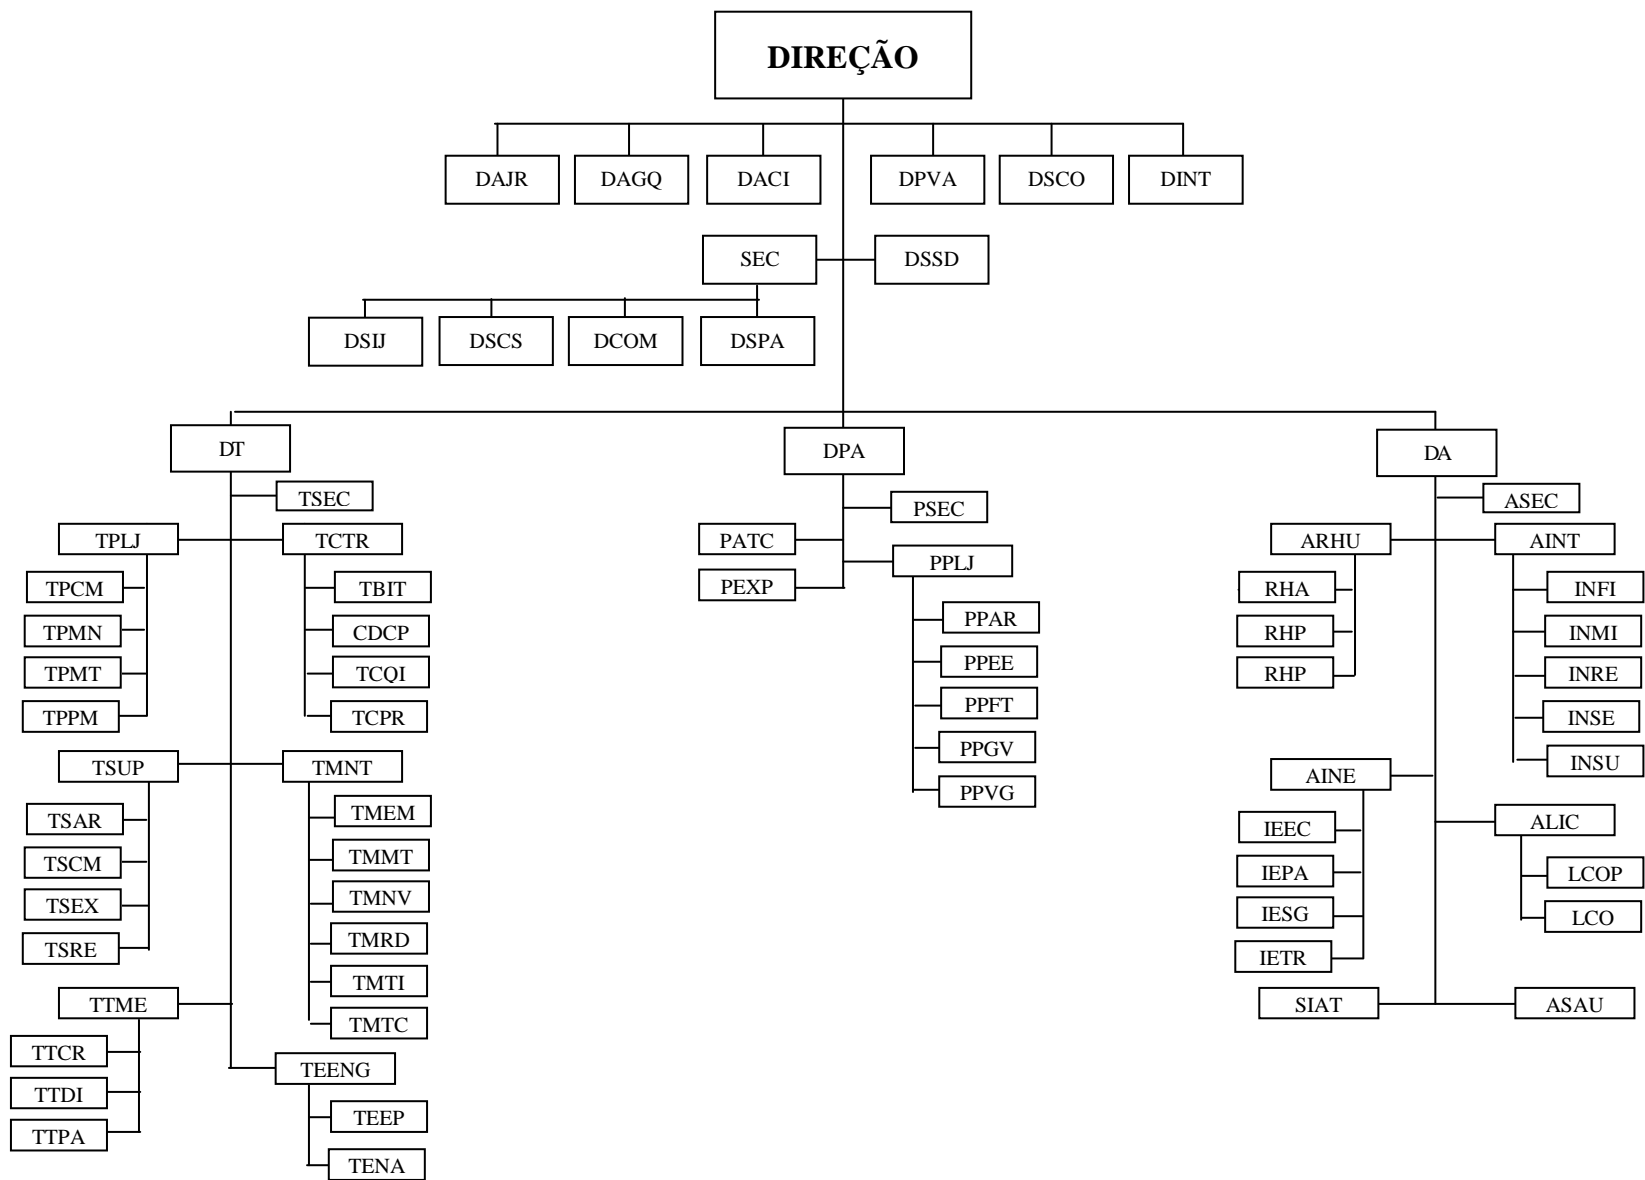 DIREÇÃO
DAJR
DAGQ
DACI
DPVA
DSCO
DINT
SEC
DSSD
DSIJ
DSCS
DCOM
DSPA
DT
TSEC
TPLJ
TCTR
TPCM
TPMN
TPMT
TPPM
TBIT
CDCP
TCQI
TCPR
TSUP
TMNT
TSAR
TSCM
TSEX
TSRE
TMEM
TMMT
TMNV
TMRD
TMTI
TMTC
TTME
TTCR
TTDI
TTPA
TEENG
TEEP
TENA
DPA
PSEC
PATC
PPLJ
PEXP
PPAR
PPEE
PPFT
PPGV
PPVG
DA
ASEC
ARHU
AINT
RHA
RHP
RHP
INFI
INMI
INRE
INSE
INSU
AINE
IEEC
IEPA
IESG
IETR
ALIC
LCOP
LCO
SIAT
ASAU